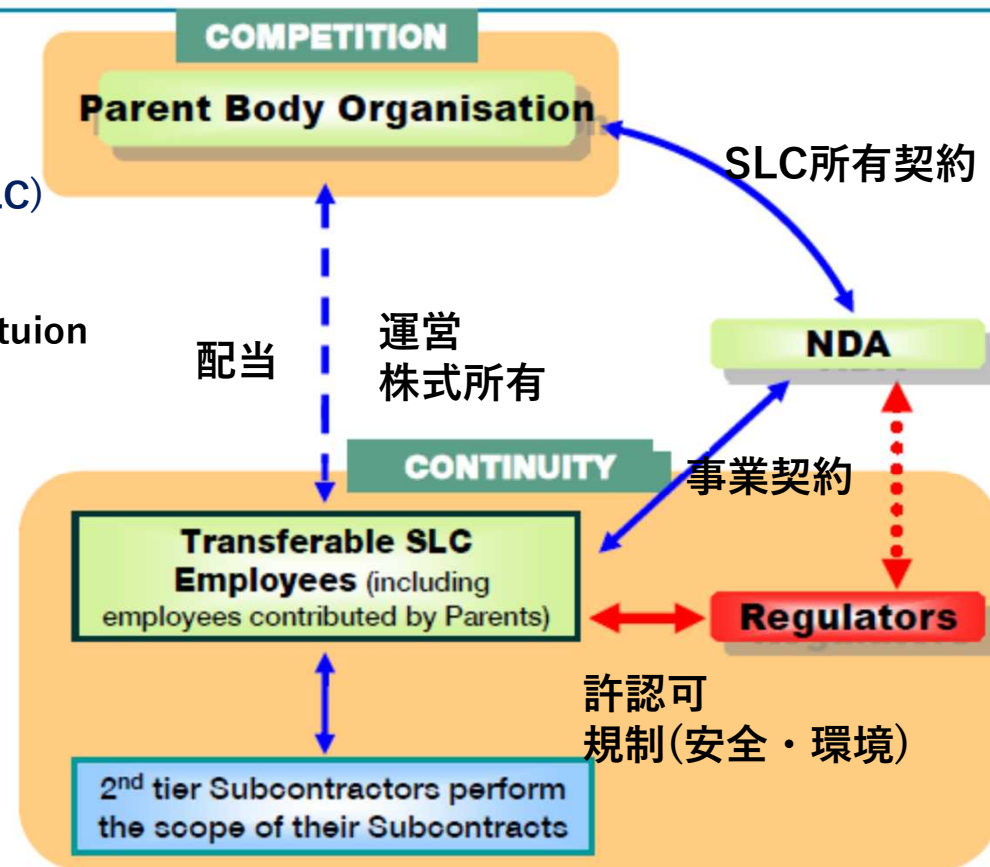 COMPETITION
Parent Body Organisation
SLC所有契約
LC)
tuion
配当
運営
株式所有
NDA
CONTINUITY
事業契約
Transferable SLC
Employees (including
employees contributed by Parents)
Regulators
許認可
規制(安全・環境)
2nd tier Subcontractors perform
the scope of their Subcontracts